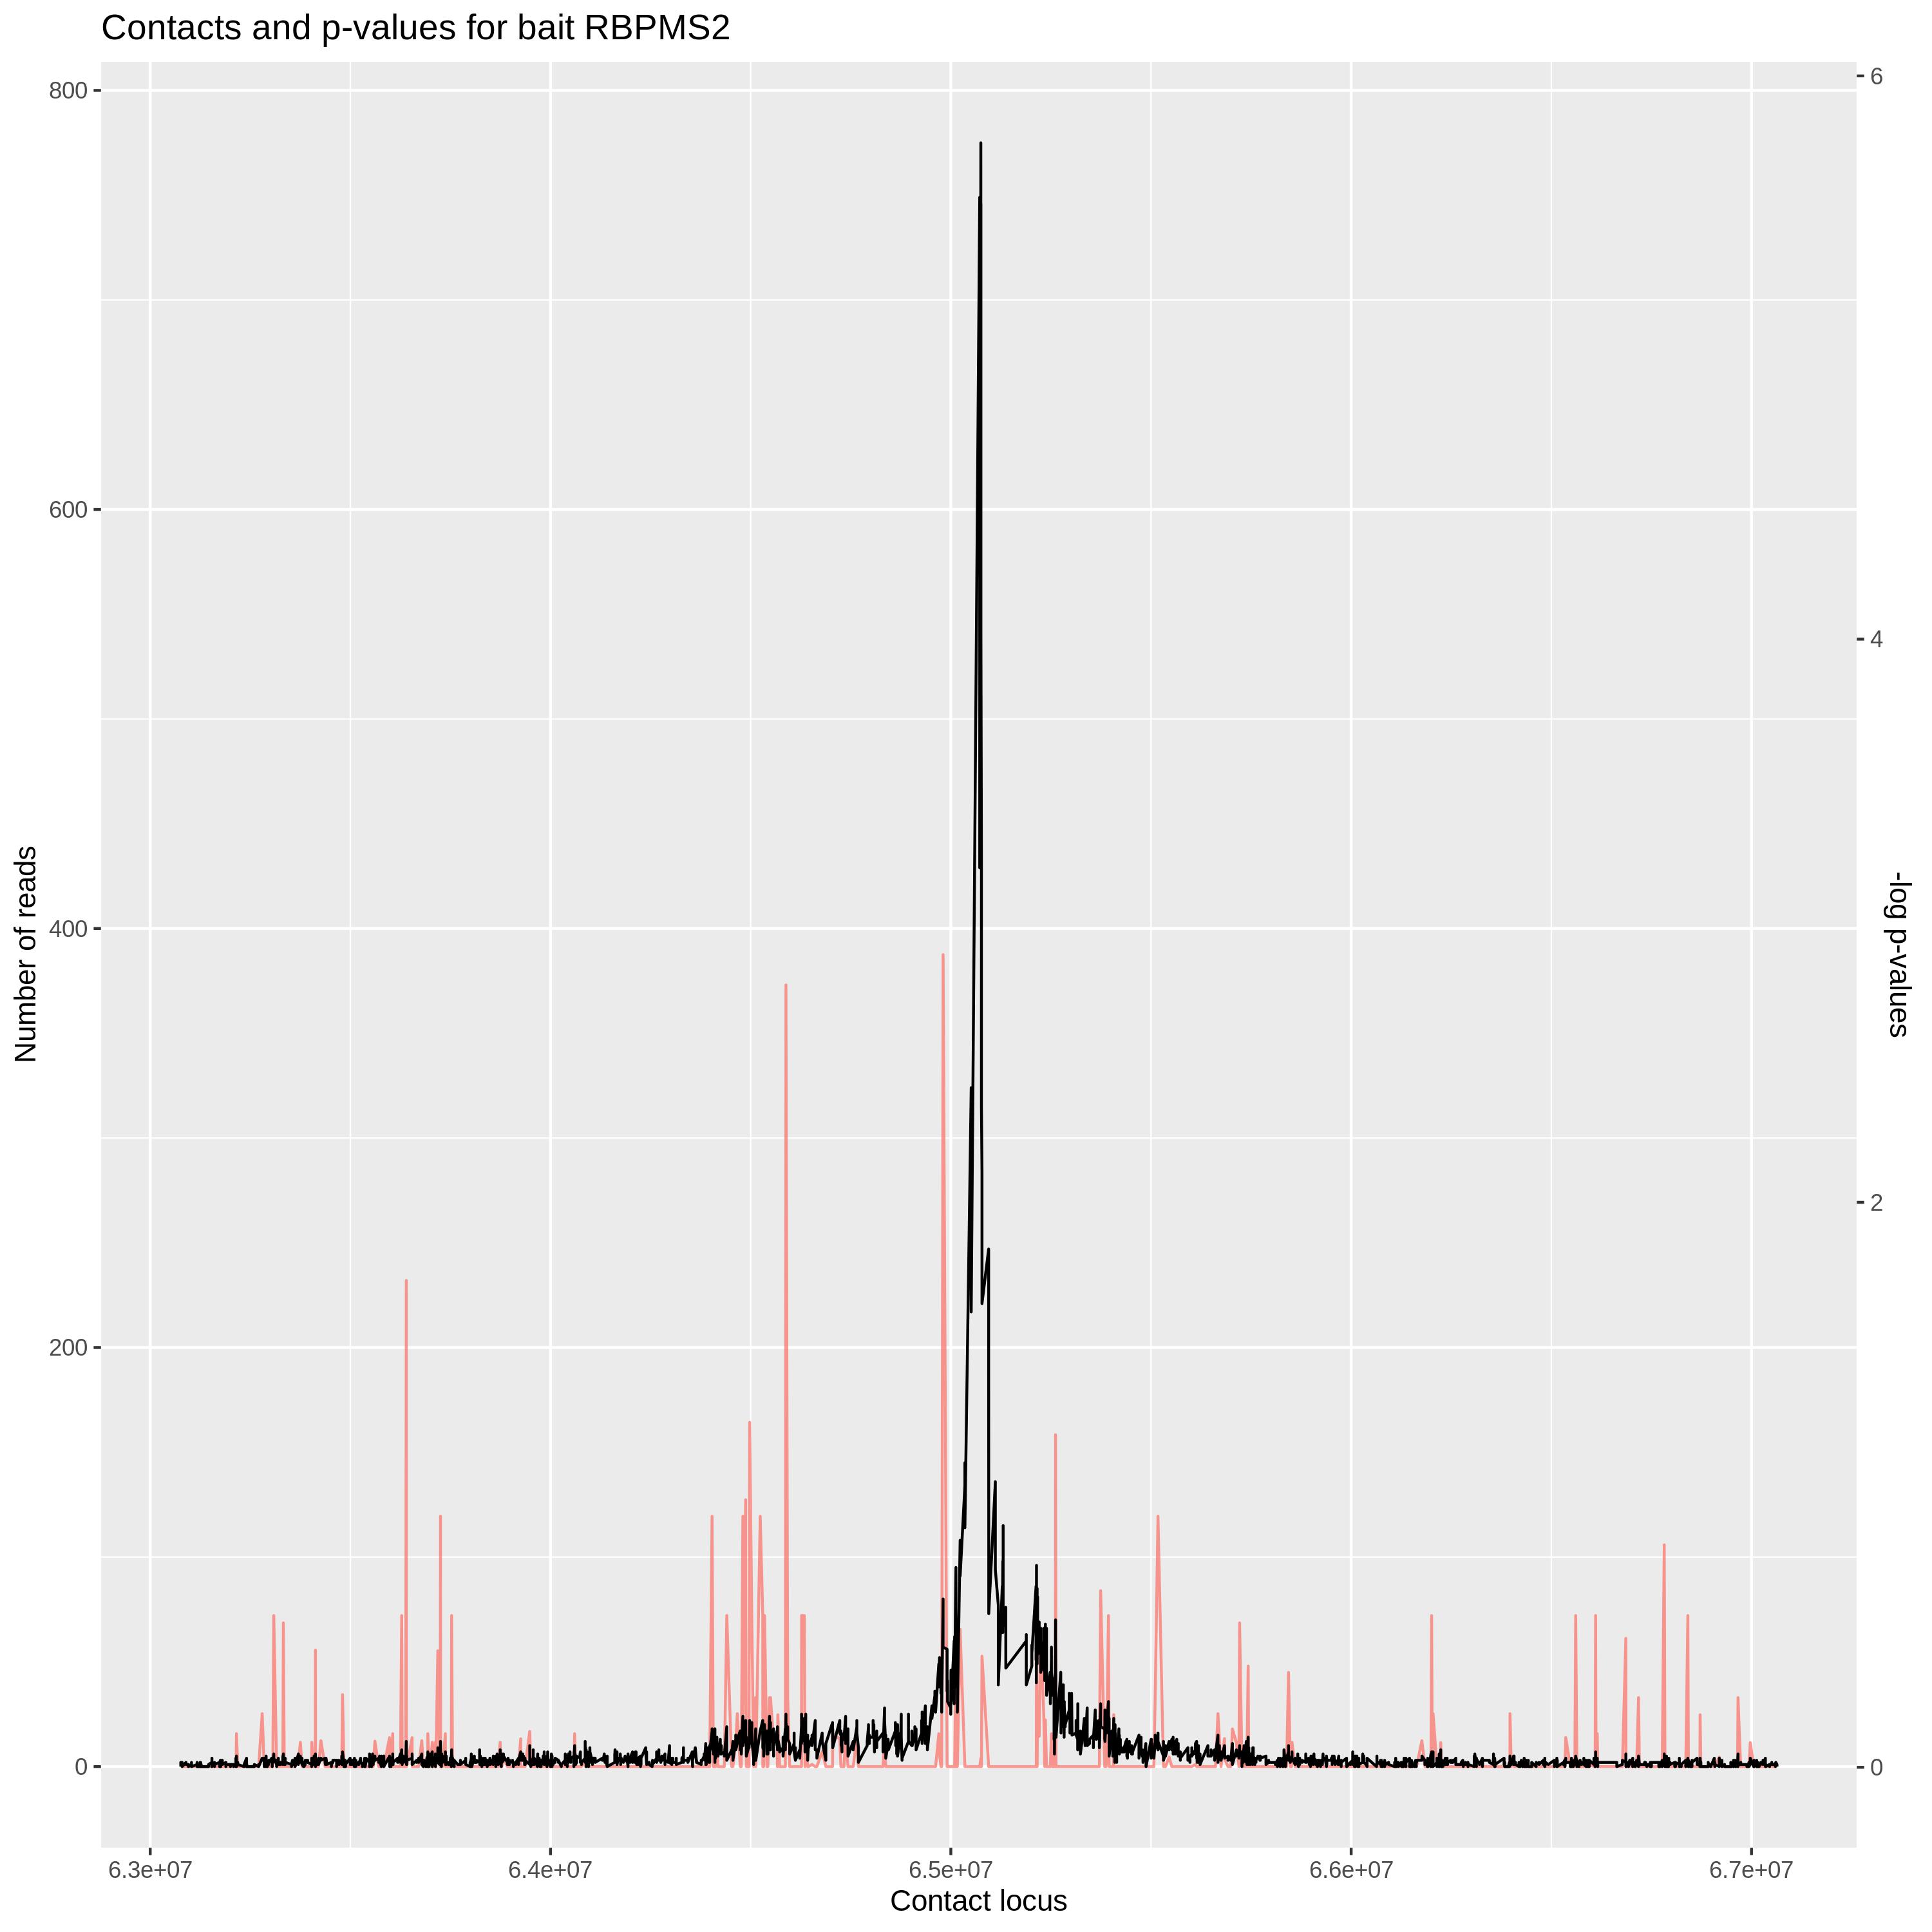 Contacts and p-values for bait RBPMS2
800
600
400
200
0
Number of reads
6
4
2
0
-log p-values
6.3e+07
6.4e+07
6.5e+07
6.6e+07
6.7e+07
Contact locus